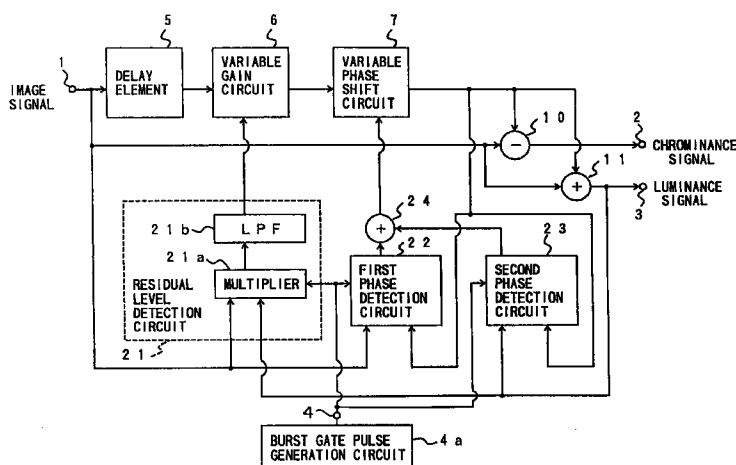 5
6
7
1
IMAGE
SIGNAL
DELAY
ELEMENT
VARIABLE
GAIN
CIRCUIT
VARIABLE
PHASE
SHIFT
CIRCUIT
10
2
CHROMINANCE
SIGNAL
11
LUMINANCE
SIGNAL
3
24
21b
LPF
21a
MULTIPLIER
RESIDUAL
LEVEL
DETECTION
CIRCUIT
21
22
FIRST
PHASE
DETECTION
CIRCUIT
23
SECOND
PHASE
DETECTION
CIRCUIT
4
BURST GATE PULSE
GENERATION CIRCUIT
4a
−
+
+